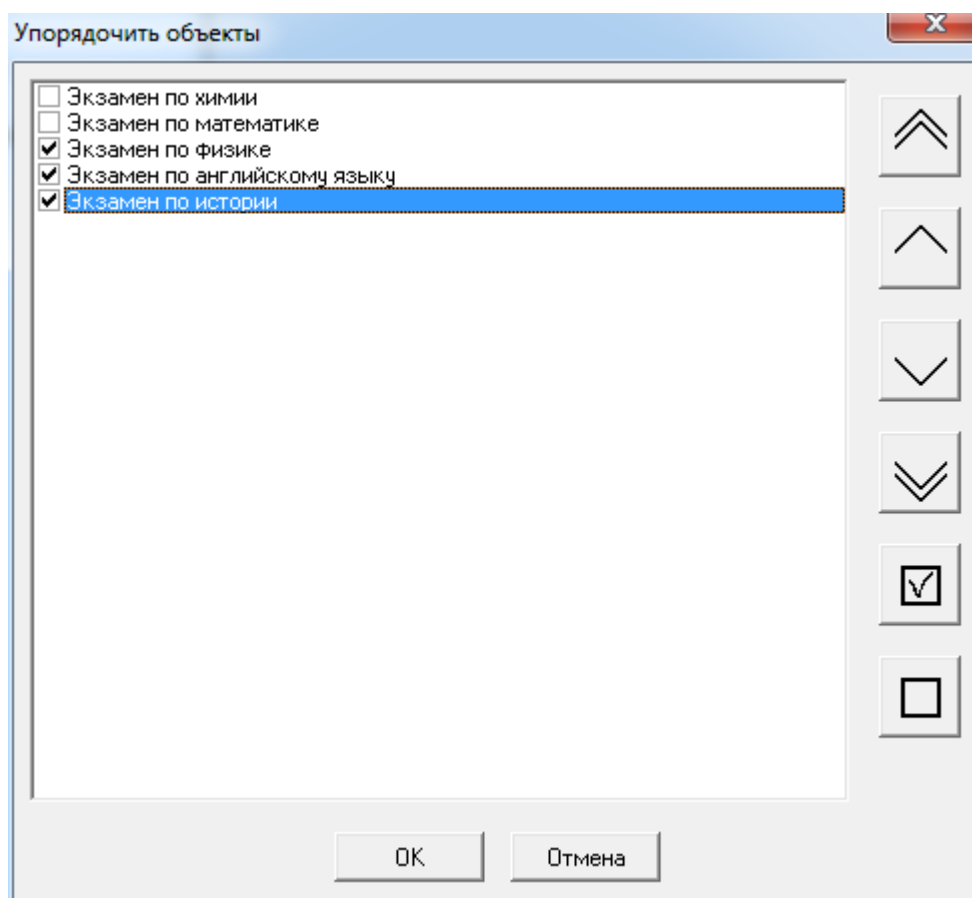 Упорядочить объекты
Экзамен по химии
Экзамен по математике
Экзамен по физике
Экзамен по английскому языку
Экзамен по истории
OK
Отмена